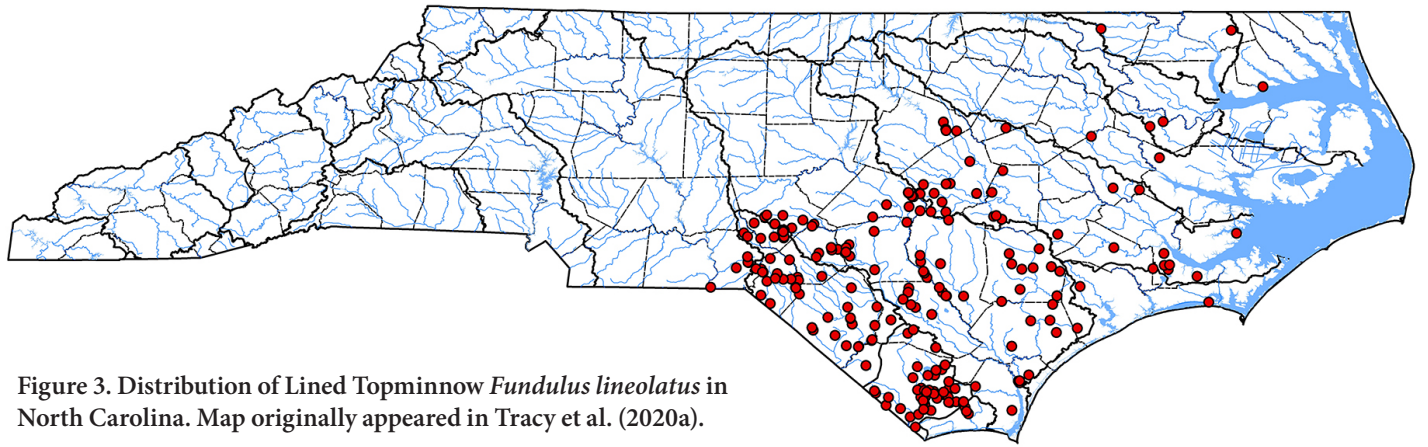 Figure 3. Distribution of Lined Topminnow Fundulus lineolatus in
North Carolina. Map originally appeared in Tracy et al. (2020a).